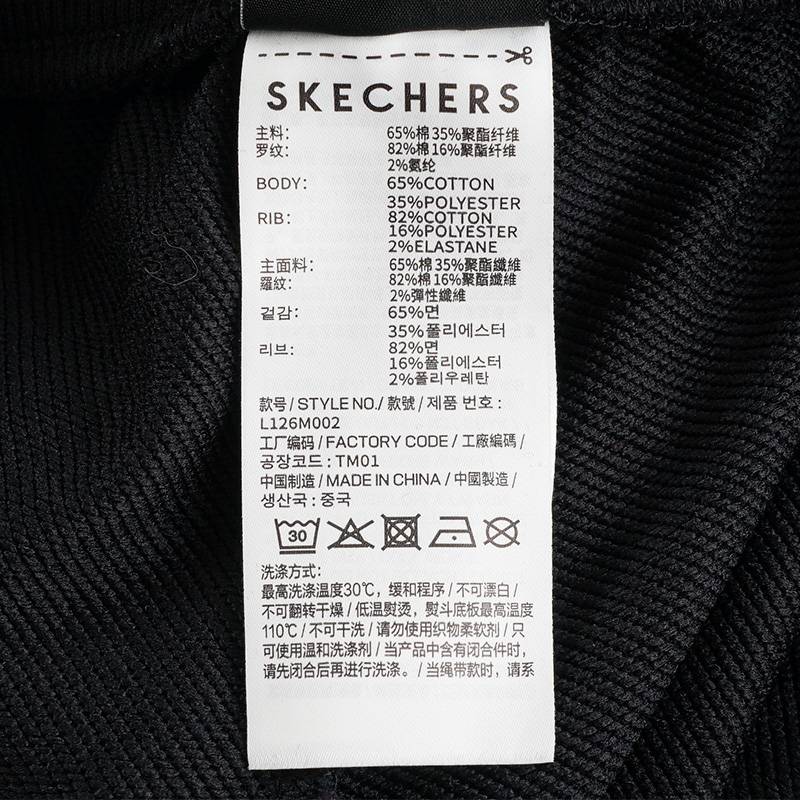 SKECHERS
主料: 65%棉 35%聚酯纤维
罗纹: 82%棉 16%聚酯纤维
2%氨纶
BODY: 65%COTTON
35%POLYESTER
RIB: 82%COTTON
16%POLYESTER
2%ELASTANE
主面料: 65%棉 35%聚酯纖維
羅紋: 82%棉 16%聚酯纖維
2%彈性纖維
겉감: 65%면
35%폴리에스터
리브: 82%면
16%폴리에스터
2%폴리우레탄
款号 / STYLE NO./ 款號 / 제품 번호 :
L126M002
工厂编码 / FACTORY CODE / 工廠編碼 /
공장코드 : TM01
中国制造 / MADE IN CHINA / 中國製造 /
생산국 : 중국
30
洗涤方式:
最高洗涤温度30℃，缓和程序 / 不可漂白 /
不可翻转干燥 / 低温熨烫，熨斗底板最高温度
110℃ / 不可干洗 / 请勿使用织物柔软剂 / 只
可使用温和洗涤剂 / 当产品中含有闭合件时，
请先闭合后再进行洗涤。 / 当绳带款时，请系